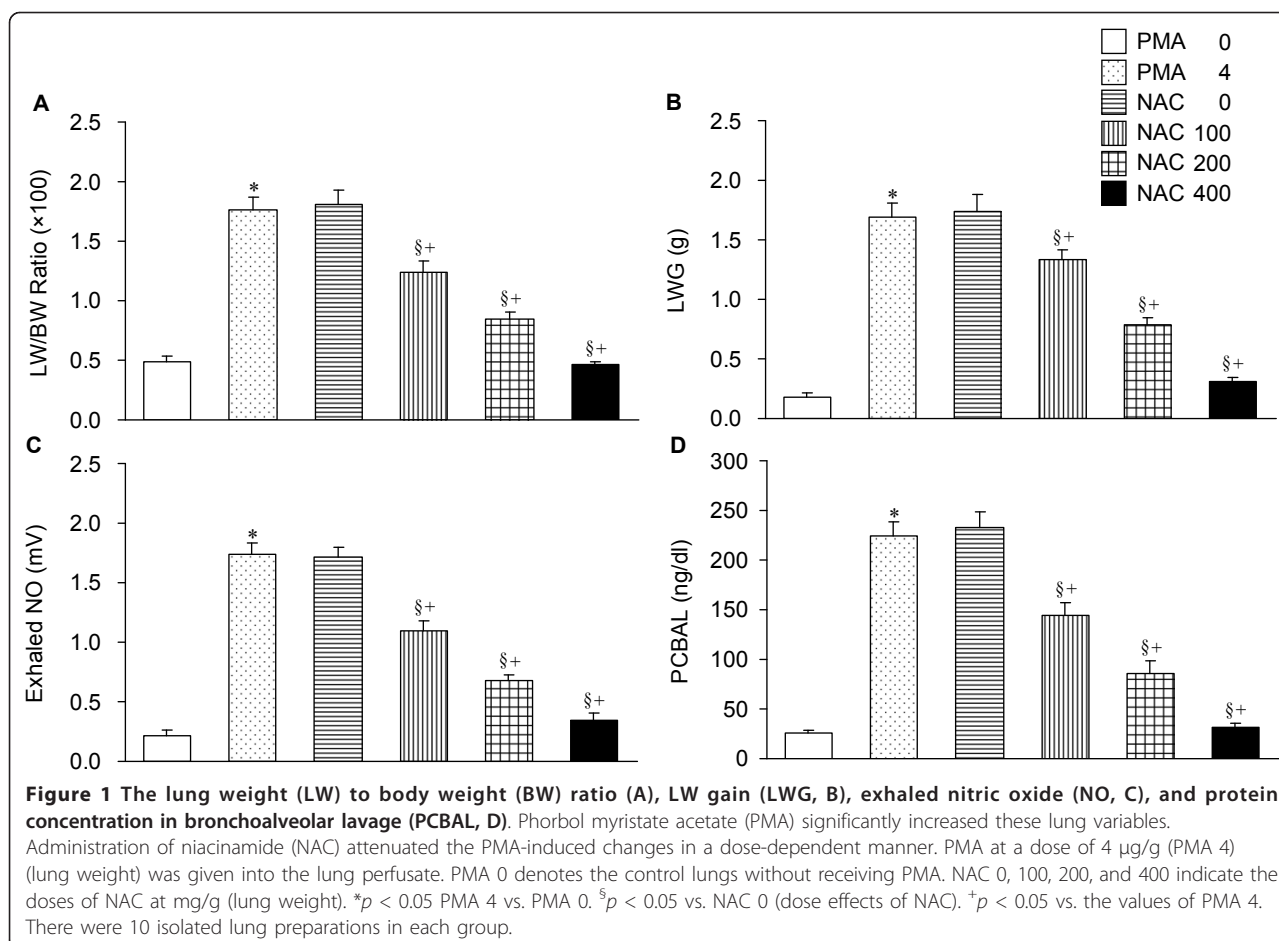 PMA 0
PMA 4
NAC 0
NAC 100
NAC 200
NAC 400
A
2.5
2.0
1.5
1.0
0.5
0.0
LW/BW Ratio (×100)
*
§+
§+
§+
B
2.5
2.0
1.5
1.0
0.5
0.0
LWG (g)
*
§+
§+
§+
C
2.5
2.0
1.5
1.0
0.5
0.0
Exhaled NO (mV)
*
§+
§+
§+
D
300
250
200
150
100
50
0
PCBAL (ng/dl)
*
§+
§+
§+
Figure 1 The lung weight (LW) to body weight (BW) ratio (A), LW gain (LWG, B), exhaled nitric oxide (NO, C), and protein
concentration in bronchoalveolar lavage (PCBAL, D). Phorbol myristate acetate (PMA) significantly increased these lung variables.
Administration of niacinamide (NAC) attenuated the PMA-induced changes in a dose-dependent manner. PMA at a dose of 4 μg/g (PMA 4)
(lung weight) was given into the lung perfusate. PMA 0 denotes the control lungs without receiving PMA. NAC 0, 100, 200, and 400 indicate the
doses of NAC at mg/g (lung weight). *p < 0.05 PMA 4 vs. PMA 0. §p < 0.05 vs. NAC 0 (dose effects of NAC). +p < 0.05 vs. the values of PMA 4.
There were 10 isolated lung preparations in each group.